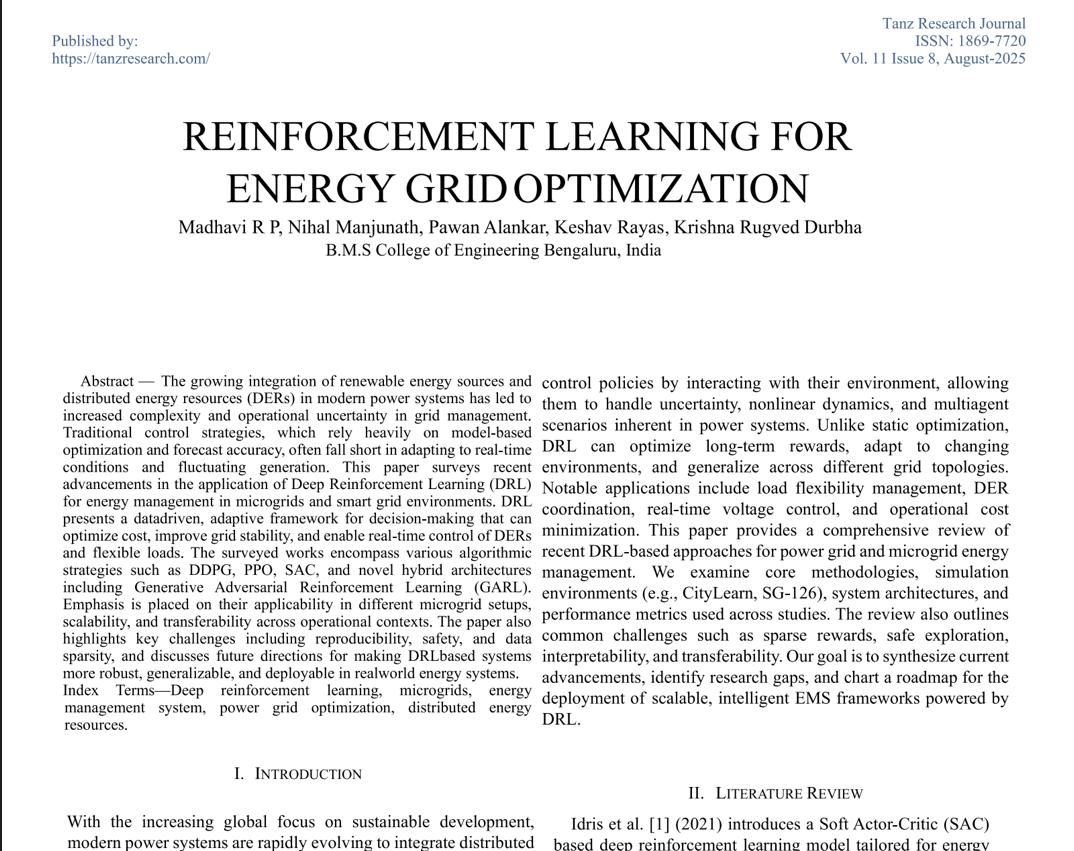 Published by:
https://tanzresearch.com/
Tanz Research Journal
ISSN: 1869-7720
Vol. 11 Issue 8, August-2025
REINFORCEMENT LEARNING FOR
ENERGY GRID OPTIMIZATION
Madhavi R P, Nihal Manjunath, Pawan Alankar, Keshav Rayas, Krishna Rugved Durbha
B.M.S College of Engineering Bengaluru, India
Abstract — The growing integration of renewable energy sources and
distributed energy resources (DERs) in modern power systems has led to
increased complexity and operational uncertainty in grid management.
Traditional control strategies, which rely heavily on model-based
optimization and forecast accuracy, often fall short in adapting to real-time
conditions and fluctuating generation. This paper surveys recent
advancements in the application of Deep Reinforcement Learning (DRL)
for energy management in microgrids and smart grid environments. DRL
presents a datadriven, adaptive framework for decision-making that can
optimize cost, improve grid stability, and enable real-time control of DERs
and flexible loads. The surveyed works encompass various algorithmic
strategies such as DDPG, PPO, SAC, and novel hybrid architectures
including Generative Adversarial Reinforcement Learning (GARL).
Emphasis is placed on their applicability in different microgrid setups,
scalability, and transferability across operational contexts. The paper also
highlights key challenges including reproducibility, safety, and data
sparsity, and discusses future directions for making DRLbased systems
more robust, generalizable, and deployable in realworld energy systems.
Index Terms—Deep reinforcement learning, microgrids, energy
management system, power grid optimization, distributed energy
resources.
I. INTRODUCTION
With the increasing global focus on sustainable development,
modern power systems are rapidly evolving to integrate distributed
control policies by interacting with their environment, allowing
them to handle uncertainty, nonlinear dynamics, and multiagent
scenarios inherent in power systems. Unlike static optimization,
DRL can optimize long-term rewards, adapt to changing
environments, and generalize across different grid topologies.
Notable applications include load flexibility management, DER
coordination, real-time voltage control, and operational cost
minimization. This paper provides a comprehensive review of
recent DRL-based approaches for power grid and microgrid energy
management. We examine core methodologies, simulation
environments (e.g., CityLearn, SG-126), system architectures, and
performance metrics used across studies. The review also outlines
common challenges such as sparse rewards, safe exploration,
interpretability, and transferability. Our goal is to synthesize current
advancements, identify research gaps, and chart a roadmap for the
deployment of scalable, intelligent EMS frameworks powered by
DRL.
II. LITERATURE REVIEW
Idris et al. [1] (2021) introduces a Soft Actor-Critic (SAC)
based deep reinforcement learning model tailored for energy